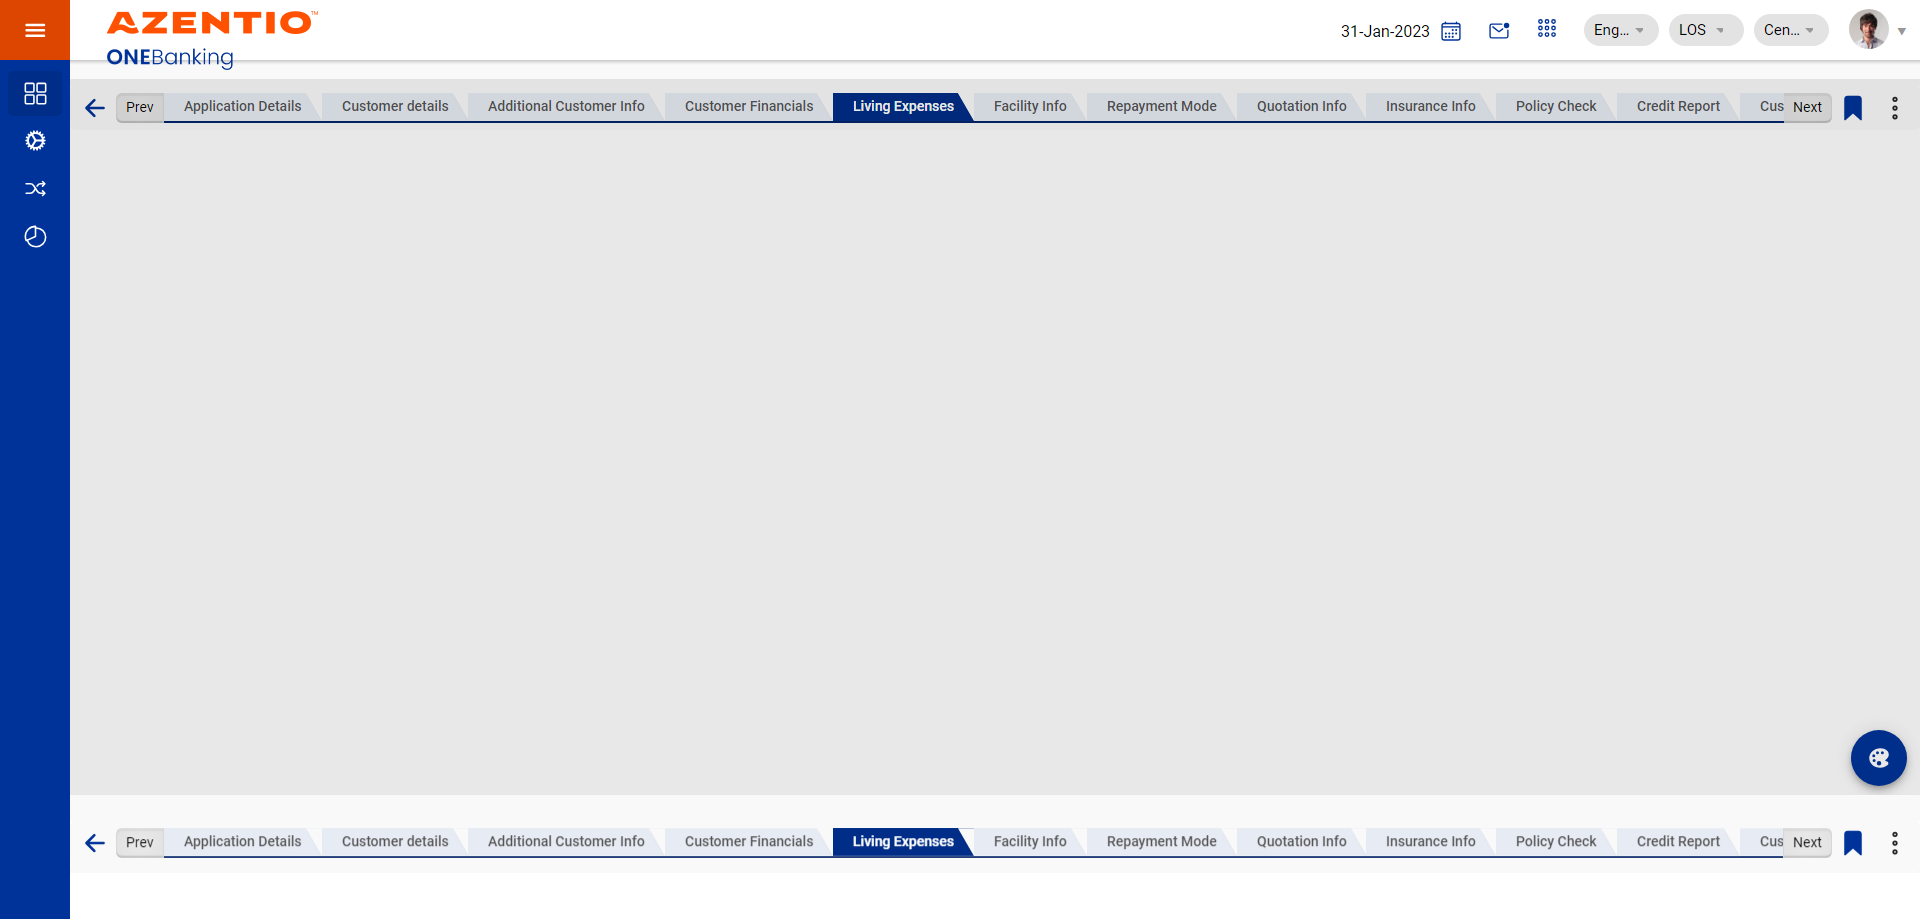 AZENTIO™
ONEBanking
31-Jan-2023 Eng... LOS Cen...
Prev Application Details Customer details Additional Customer Info Customer Financials Living Expenses Facility Info Repayment Mode Quotation Info Insurance Info Policy Check Credit Report Cus Next
Prev Application Details Customer details Additional Customer Info Customer Financials Living Expenses Facility Info Repayment Mode Quotation Info Insurance Info Policy Check Credit Report Cus Next